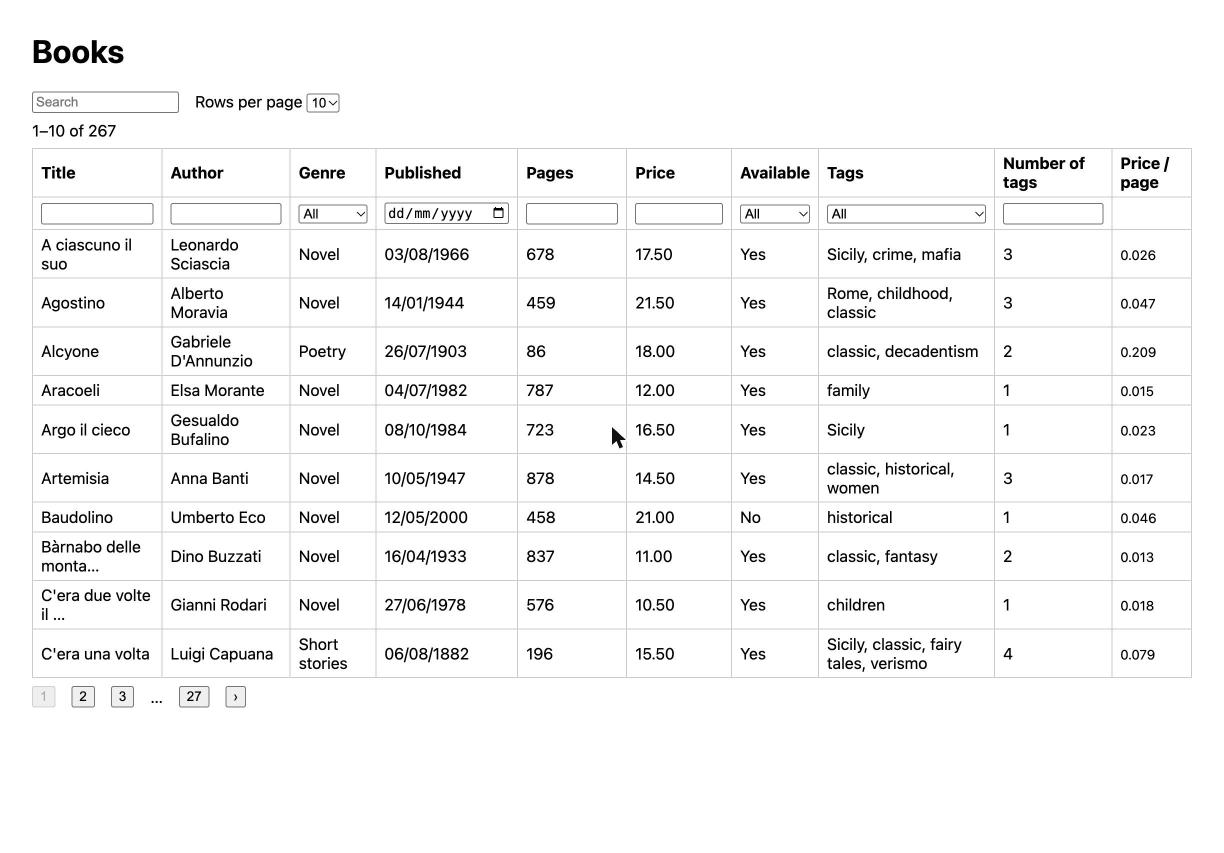 Books
Search Rows per page 10
1–10 of 267
Title Author Genre Published Pages Price Available Tags Number of tags Price / page
All dd/mm/yyyy All All
A ciascuno il suo Leonardo Sciascia Novel 03/08/1966 678 17.50 Yes Sicily, crime, mafia 3 0.026
Agostino Alberto Moravia Novel 14/01/1944 459 21.50 Yes Rome, childhood, classic 3 0.047
Alcyone Gabriele D'Annunzio Poetry 26/07/1903 86 18.00 Yes classic, decadentism 2 0.209
Aracoeli Elsa Morante Novel 04/07/1982 787 12.00 Yes family 1 0.015
Argo il cieco Gesualdo Bufalino Novel 08/10/1984 723 16.50 Yes Sicily 1 0.023
Artemisia Anna Banti Novel 10/05/1947 878 14.50 Yes classic, historical, women 3 0.017
Baudolino Umberto Eco Novel 12/05/2000 458 21.00 No historical 1 0.046
Bàrnabo delle monta... Dino Buzzati Novel 16/04/1933 837 11.00 Yes classic, fantasy 2 0.013
C'era due volte il ... Gianni Rodari Novel 27/06/1978 576 10.50 Yes children 1 0.018
C'era una volta Luigi Capuana Short stories 06/08/1882 196 15.50 Yes Sicily, classic, fairy tales, verismo 4 0.079
1 2 3 ... 27 ›